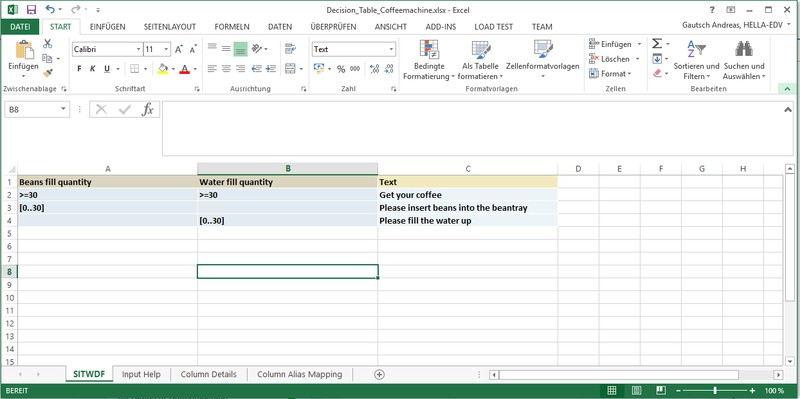 Decision_Table_Coffeemachine.xlsx - Excel
DATEI START EINFÜGEN SEITENLAYOUT FORMELN DATEN ÜBERPRÜFEN ANSICHT ADD-INS LOAD TEST TEAM
Gautsch Andreas, HELLA-EDV
Einfügen
Calibri 11
F K U
Text
% 000
Bedingte Formatierung
Als Tabelle formatieren
Zellenformatvorlagen
Einfügen
Löschen
Format
Sortieren und Filtern
Suchen und Auswählen
Zwischenablage Schriftart Ausrichtung Zahl Formatvorlagen Zellen Bearbeiten
B8 fx
A B C D E F G H
1 Beans fill quantity Water fill quantity Text
2 >=30 >=30 Get your coffee
3 [0..30] Please insert beans into the beantray
4 [0..30] Please fill the water up
5
6
7
8
9
10
11
12
13
14
15
SITWDF Input Help Column Details Column Alias Mapping
BEREIT 100 %